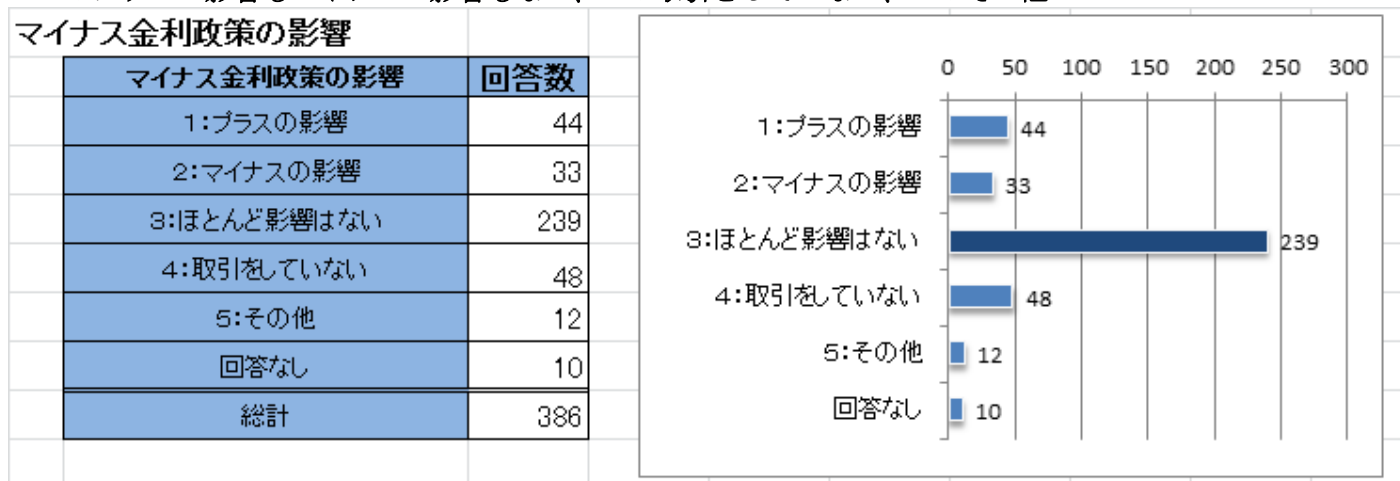 マイナス金利政策の影響
マイナス金利政策の影響 回答数
1:プラスの影響 44
2:マイナスの影響 33
3:ほとんど影響はない 239
4:取引をしていない 48
5:その他 12
回答なし 10
総計 386
0 50 100 150 200 250 300
1:プラスの影響 44
2:マイナスの影響 33
3:ほとんど影響はない 239
4:取引をしていない 48
5:その他 12
回答なし 10